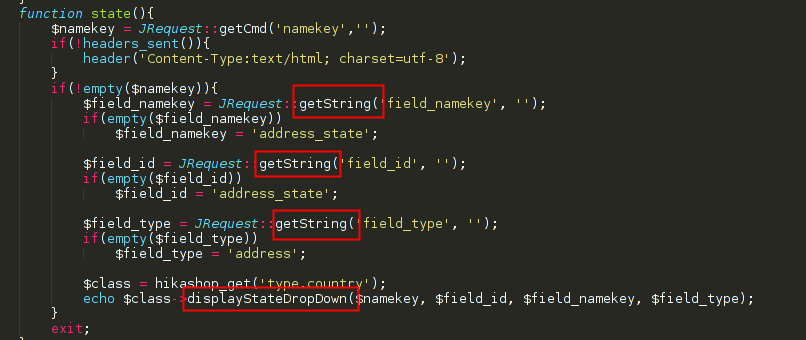 function state(){
$namekey = JRequest::getCmd('namekey','');
if(!headers_sent()){
header('Content-Type:text/html; charset=utf-8');
}
if(!empty($namekey)){
$field_namekey = JRequest::getString('field_namekey', '');
if(empty($field_namekey))
$field_namekey = 'address_state';
$field_id = JRequest::getString('field_id', '');
if(empty($field_id))
$field_id = 'address_state';
$field_type = JRequest::getString('field_type', '');
if(empty($field_type))
$field_type = 'address';
$class = hikashop_get('type.country');
echo $class->displayStateDropDown($namekey, $field_id, $field_namekey, $field_type);
}
exit;
}